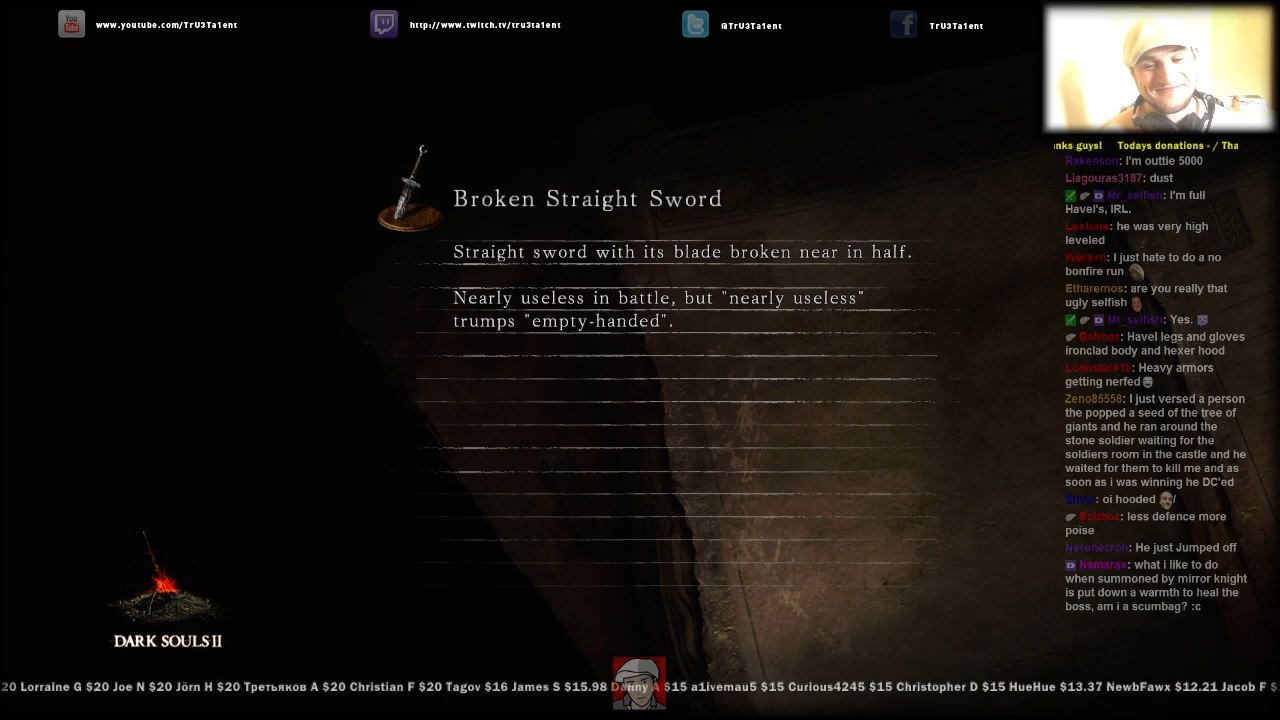 www.youtube.com/TrU3Ta1ent
http://www.twitch.tv/tru3ta1ent
@TrU3Ta1ent
TrU3Ta1ent
Broken Straight Sword
Straight sword with its blade broken near in half.
Nearly useless in battle, but "nearly useless"
trumps "empty-handed".
DARK SOULS II
anks guys! Todays donations - / Tha
Rakenson: I'm outtie 5000
Liagouras3187: dust
Mr_selfish: I'm full
Havel's, IRL.
he was very high
leveled
I just hate to do a no
bonfire run
Etharemos: are you really that
ugly selfish
Mr_selfish: Yes.
Bobboz: Havel legs and gloves
ironclad body and hexer hood
Heavy armors
getting nerfed
Zeno85558: I just versed a person
the popped a seed of the tree of
giants and he ran around the
stone soldier waiting for the
soldiers room in the castle and he
waited for them to kill me and as
soon as i was winning he DC'ed
: oi hooded /
Bobboz: less defence more
poise
Neronecron: He just Jumped off
Namarax: what i like to do
when summoned by mirror knight
is put down a warmth to heal the
boss, am i a scumbag? :c
20 Lorraine G $20 Joe N $20 Jörn H $20 Третьяков A $20 Christian F $20 Tagov $16 James S $15.98 Danny A $15 a1ivemau5 $15 Curious4245 $15 Christopher D $15 HueHue $13.37 NewbFawx $12.21 Jacob F $